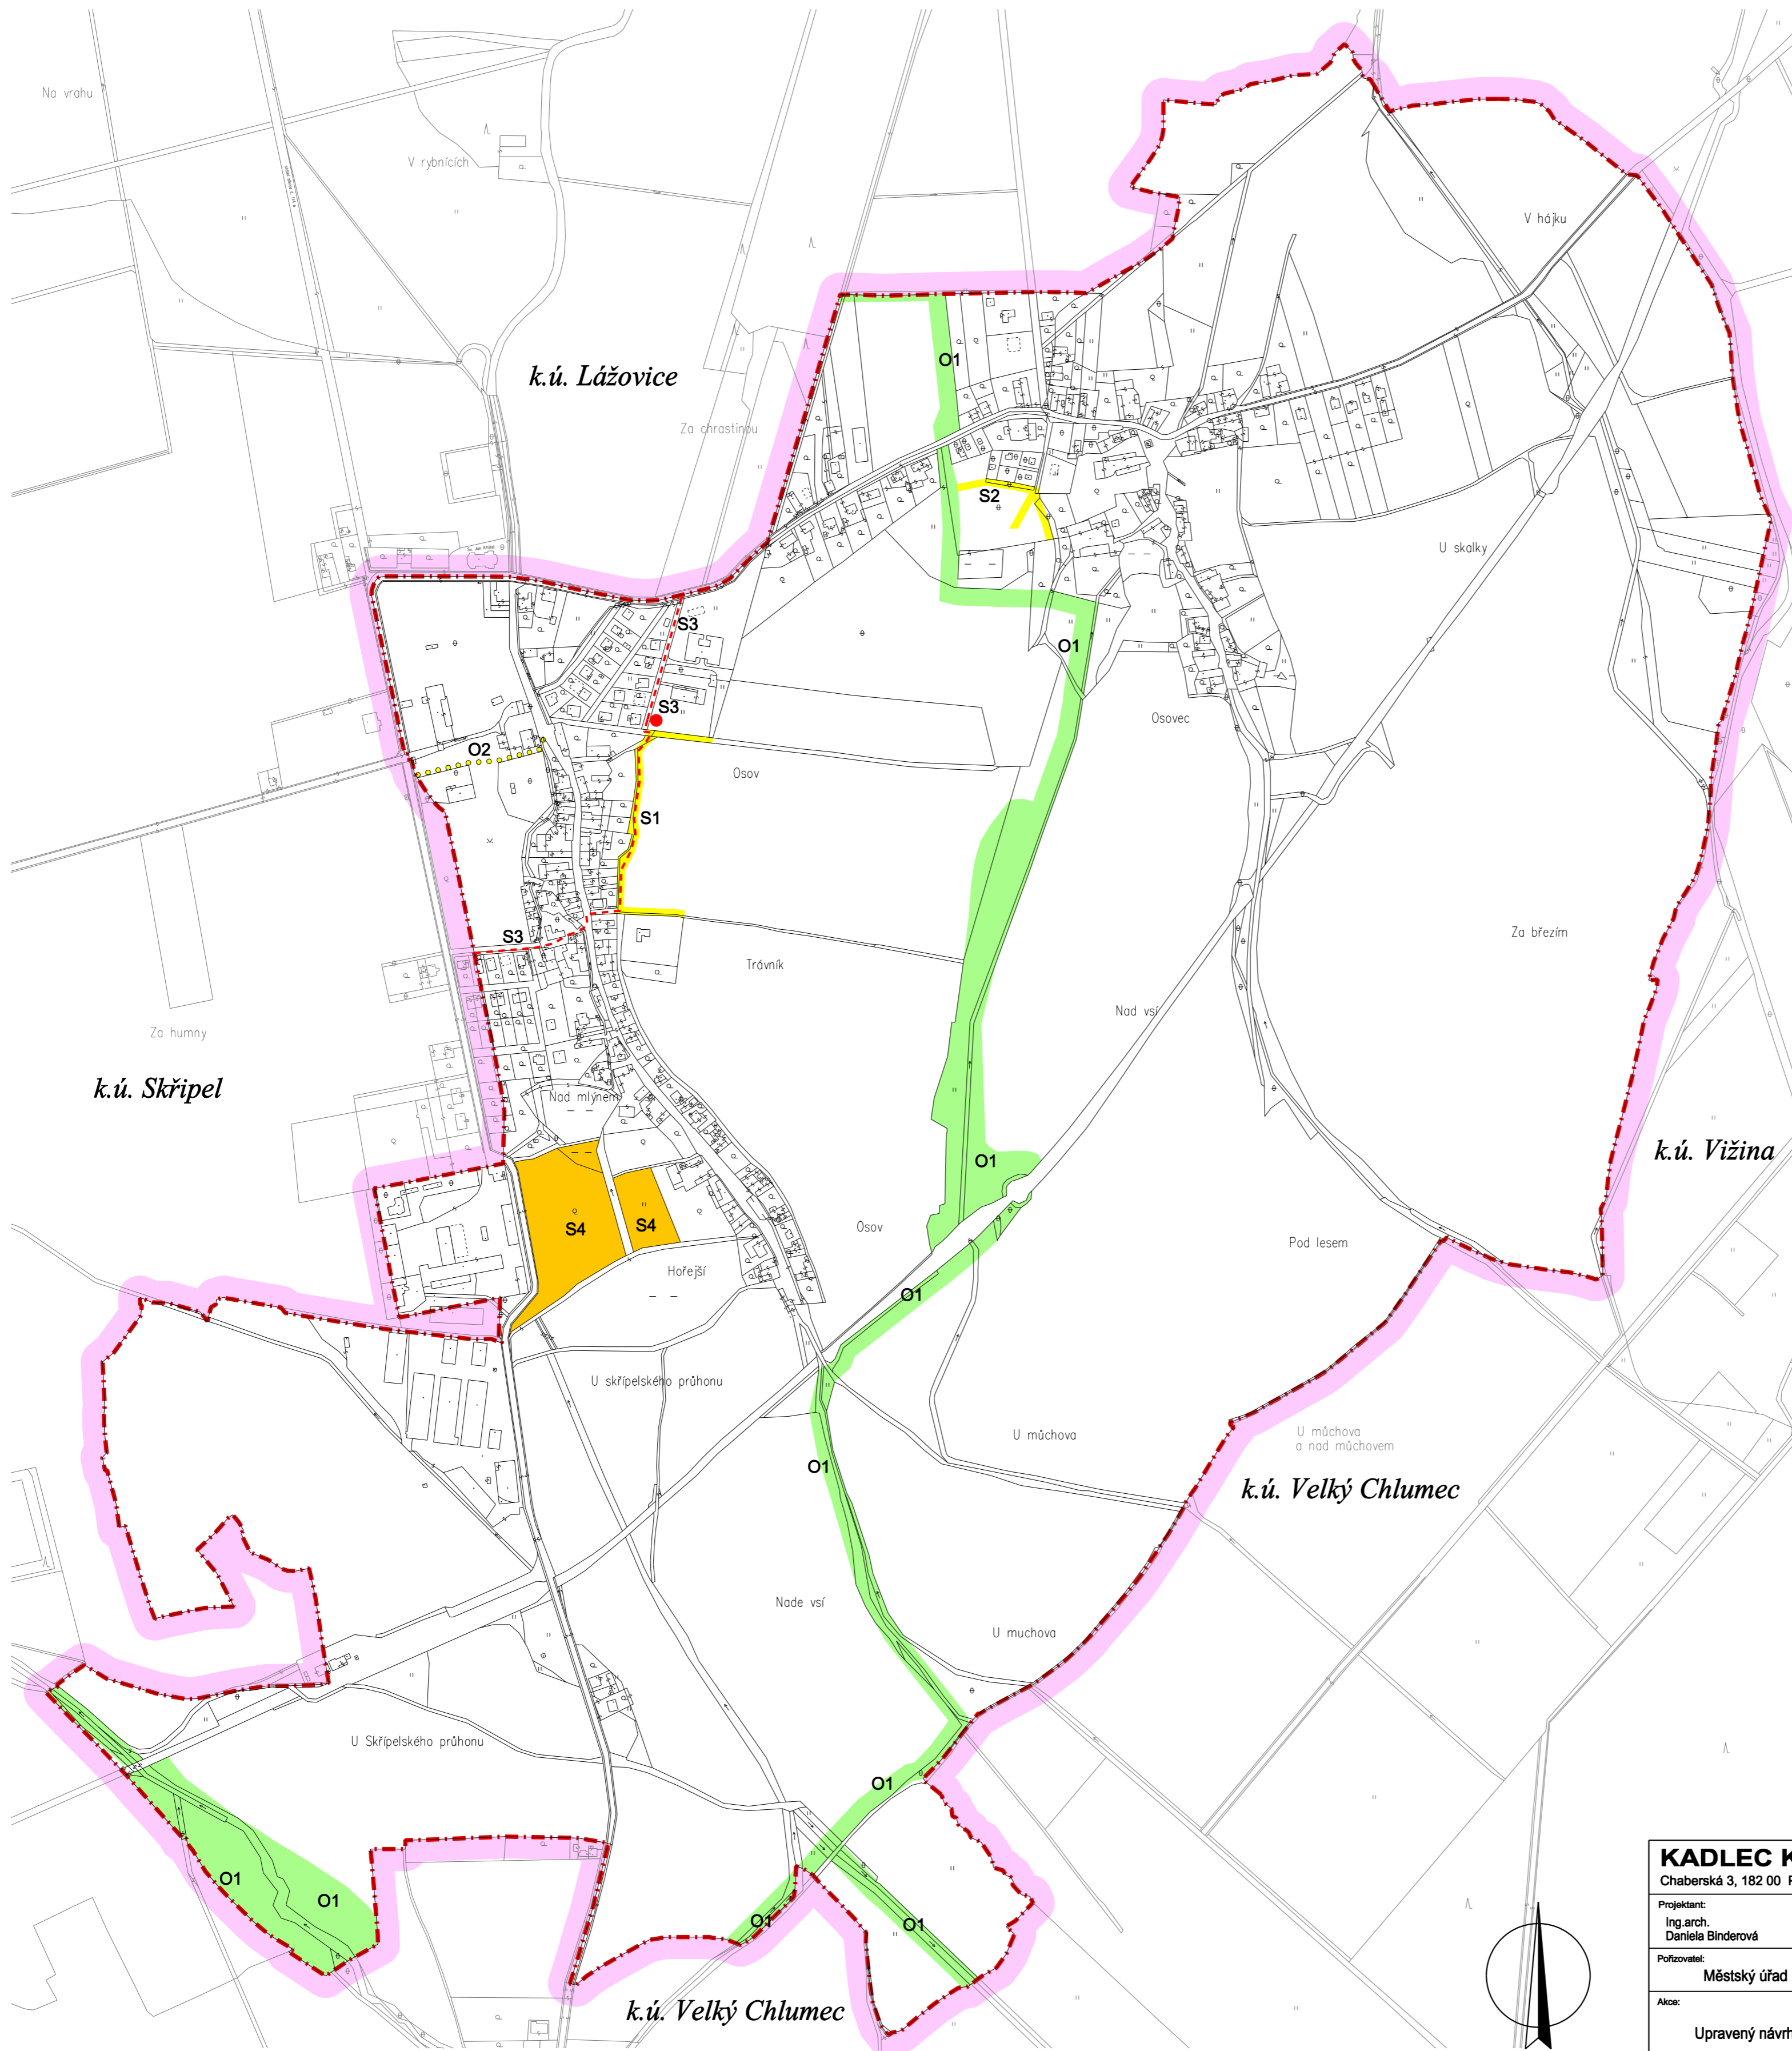 Na vrahu
V rybnících
V hájku
O1
k.ú. Lážovice
Za chrastinou
S2
U skalky
S3
O1
S3
Osovec
O2
Osov
S1
Za březím
S3
Trávník
Nad vsí
Za humny
k.ú. Skřipel
Nad mlýnem
k.ú. Vižina
O1
S4
S4
Osov
Pod lesem
Hořejší
O1
U skřípelského průhonu
U můchova
U můchova
a nad můchovem
O1
k.ú. Velký Chlumec
Nade vsí
U muchova
U Skřípelského průhonu
O1
O1
O1
O1
O1
k.ú. Velký Chlumec
KADLEC K
Chaberská 3, 182 00 P
Projektant:
Ing.arch.
Daniela Binderová
Pořizovatel:
Městský úřad
Akce:
Upravený návrh